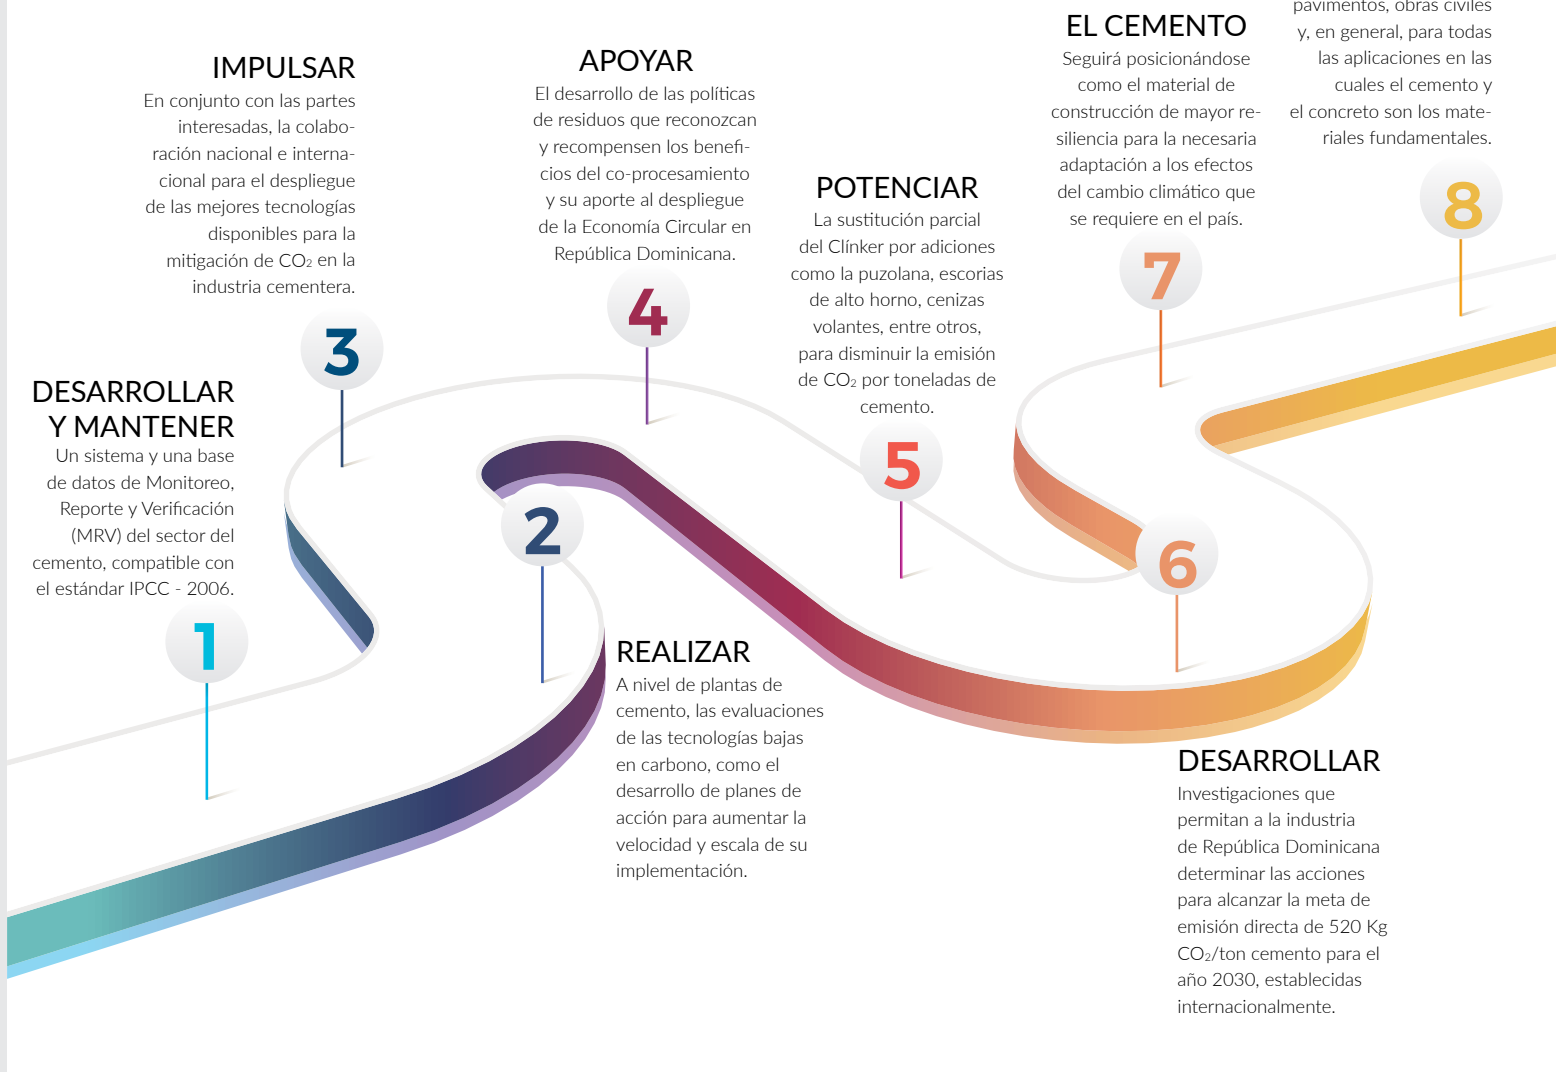 DESARROLLAR
Y MANTENER
Un sistema y una base
de datos de Monitoreo,
Reporte y Verificación
(MRV) del sector del
cemento, compatible con
el estándar IPCC - 2006.
1
REALIZAR
A nivel de plantas de
cemento, las evaluaciones
de las tecnologías bajas
en carbono, como el
desarrollo de planes de
acción para aumentar la
velocidad y escala de su
implementación.
2
IMPULSAR
En conjunto con las partes
interesadas, la colabo-
ración nacional e interna-
cional para el despliegue
de las mejores tecnologías
disponibles para la
mitigación de CO₂ en la
industria cementera.
3
APOYAR
El desarrollo de las políticas
de residuos que reconozcan
y recompensen los benefi-
cios del co-procesamiento
y su aporte al despliegue
de la Economía Circular en
República Dominicana.
4
POTENCIAR
La sustitución parcial
del Clínker por adiciones
como la puzolana, escorias
de alto horno, cenizas
volantes, entre otros,
para disminuir la emisión
de CO₂ por toneladas de
cemento.
5
DESARROLLAR
Investigaciones que
permitan a la industria
de República Dominicana
determinar las acciones
para alcanzar la meta de
emisión directa de 520 Kg
CO₂/ton cemento para el
año 2030, establecidas
internacionalmente.
6
EL CEMENTO
Seguirá posicionándose
como el material de
construcción de mayor re-
siliencia para la necesaria
adaptación a los efectos
del cambio climático que
se requiere en el país.
7
pavimentos, obras civiles
y, en general, para todas
las aplicaciones en las
cuales el cemento y
el concreto son los mate-
riales fundamentales.
8